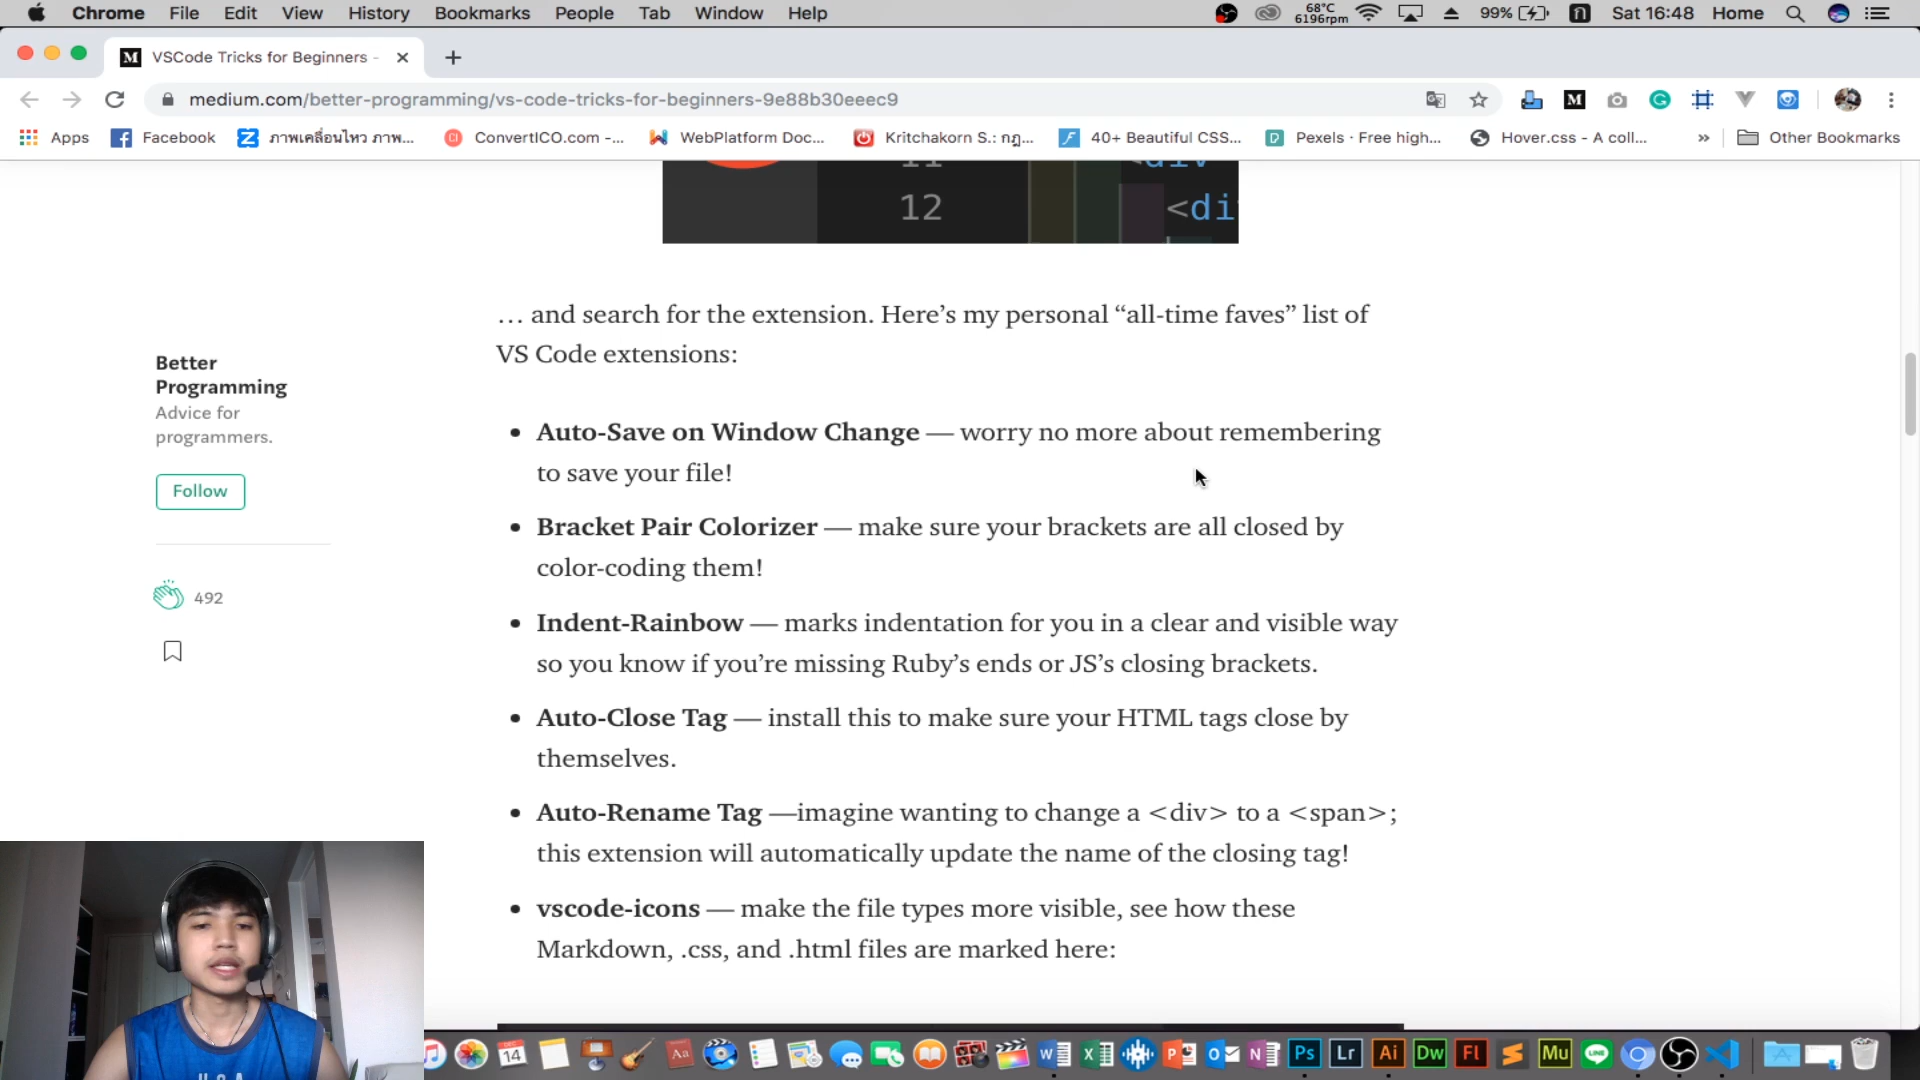 Chrome File Edit View History Bookmarks People Tab Window Help 68°C 6196rpm 99% ก Sat 16:48 Home
M VSCode Tricks for Beginners -
medium.com/better-programming/vs-code-tricks-for-beginners-9e88b30eeec9
Apps Facebook ภาพเคลื่อนไหว ภาพ... ConvertICO.com -... WebPlatform Doc... Kritchakorn S.: กฎ... 40+ Beautiful CSS... Pexels · Free high... Hover.css - A coll... » Other Bookmarks
11 <div
12 <di
… and search for the extension. Here’s my personal “all-time faves” list of
VS Code extensions:
Better
Programming
Advice for
programmers.
Follow
492
• Auto-Save on Window Change — worry no more about remembering
to save your file!
• Bracket Pair Colorizer — make sure your brackets are all closed by
color-coding them!
• Indent-Rainbow — marks indentation for you in a clear and visible way
so you know if you’re missing Ruby’s ends or JS’s closing brackets.
• Auto-Close Tag — install this to make sure your HTML tags close by
themselves.
• Auto-Rename Tag —imagine wanting to change a <div> to a <span>;
this extension will automatically update the name of the closing tag!
• vscode-icons — make the file types more visible, see how these
Markdown, .css, and .html files are marked here:
DEC 14 Aa W X P O N Ps Lr Ai Dw Fl S Mu LINE